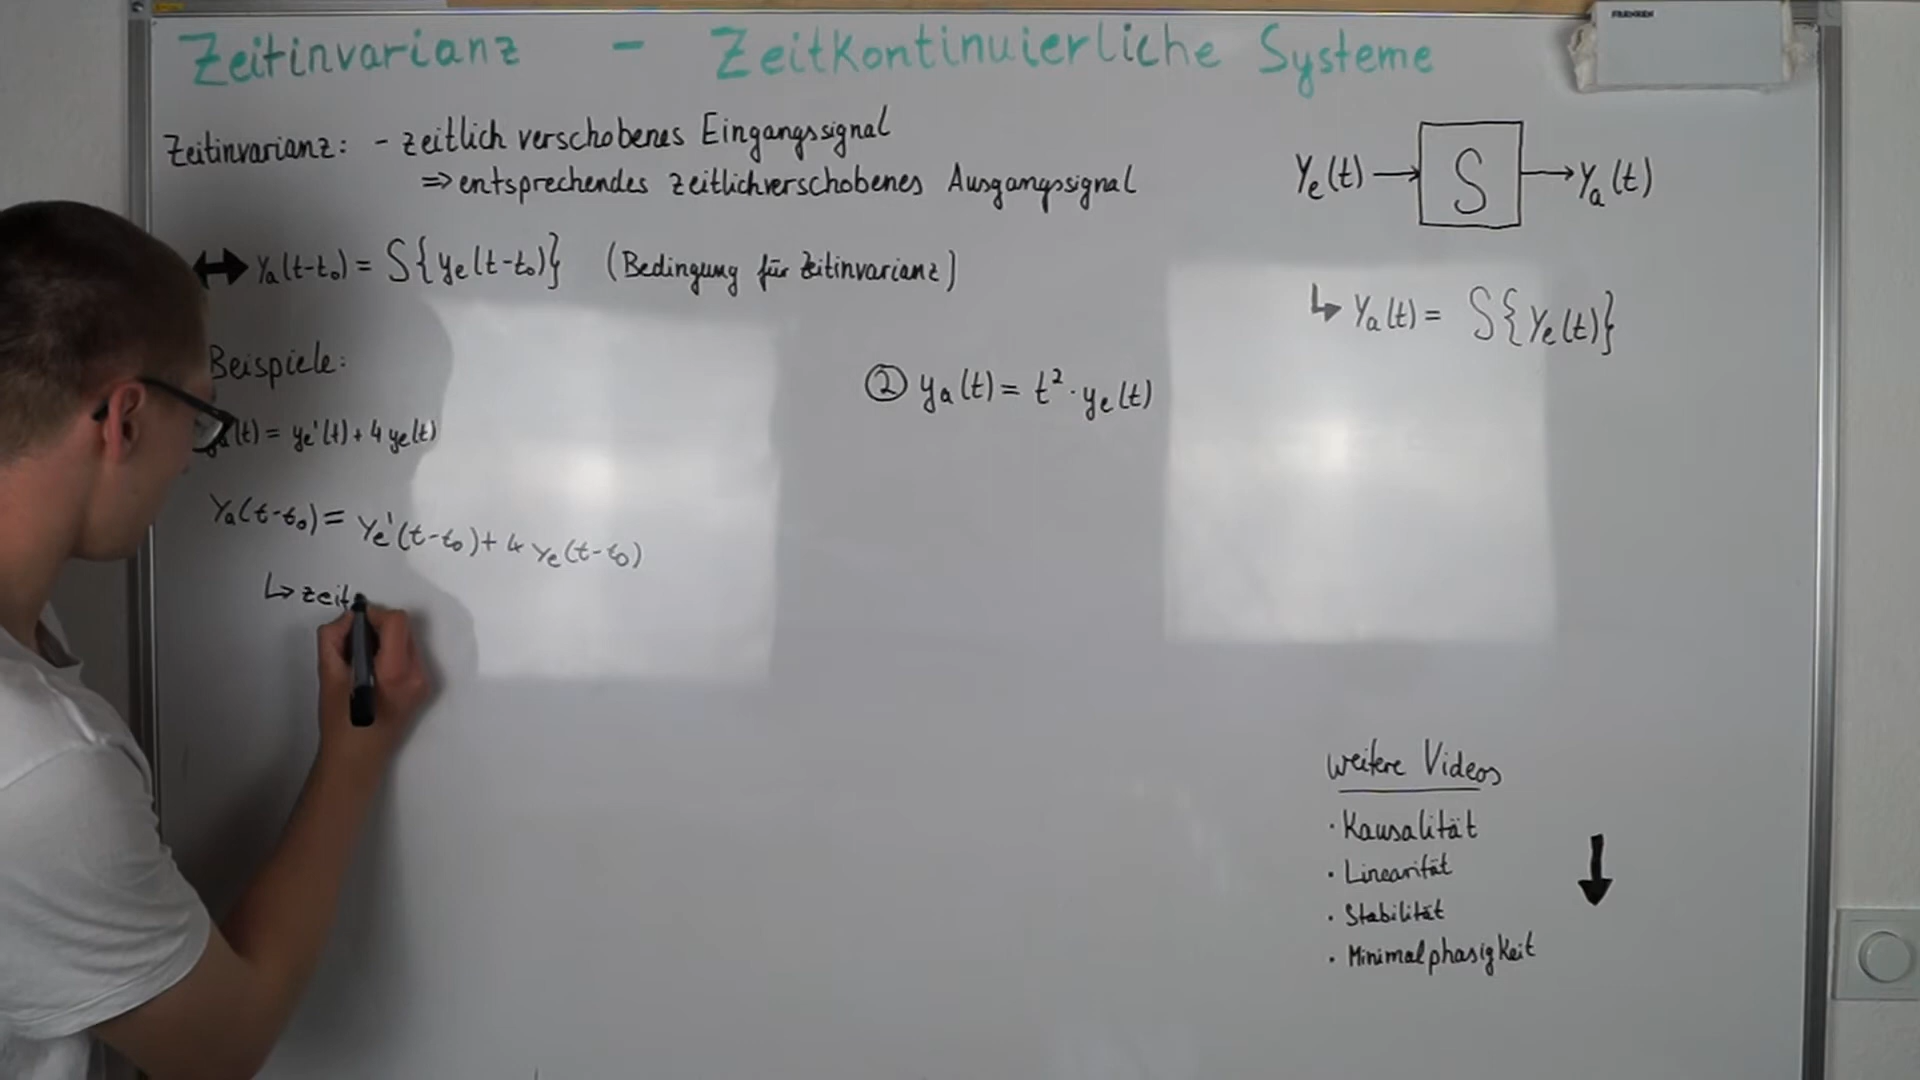 Zeitinvarianz - Zeitkontinuierliche Systeme
Zeitinvarianz: - zeitlich verschobenes Eingangssignal
⇒ entsprechendes zeitlichverschobenes Ausgangssignal
↔ ya(t-t₀) = S{ye(t-t₀)} (Bedingung für Zeitinvarianz)
Beispiele:
(t) = ye'(t) + 4 ye(t)
ya(t-t₀) = ye'(t-t₀) + 4 ye(t-t₀)
↳ zeit
② ya(t) = t² · ye(t)
Ye(t) → S → Ya(t)
↳ Ya(t) = S{Ye(t)}
weitere Videos
· Kausalität
· Linearität
· Stabilität
· Minimalphasigkeit
FRANKEN